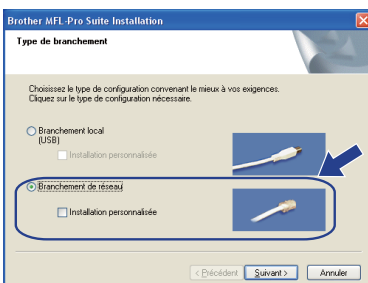 Brother MFL-Pro Suite Installation
Type de branchement
Choisissez le type de configuration convenant le mieux à vos exigences.
Cliquez sur le type de configuration nécessaire.
Branchement local
(USB)
Installation personnalisée
Branchement de réseau
Installation personnalisée
< Précédent
Suivant >
Annuler